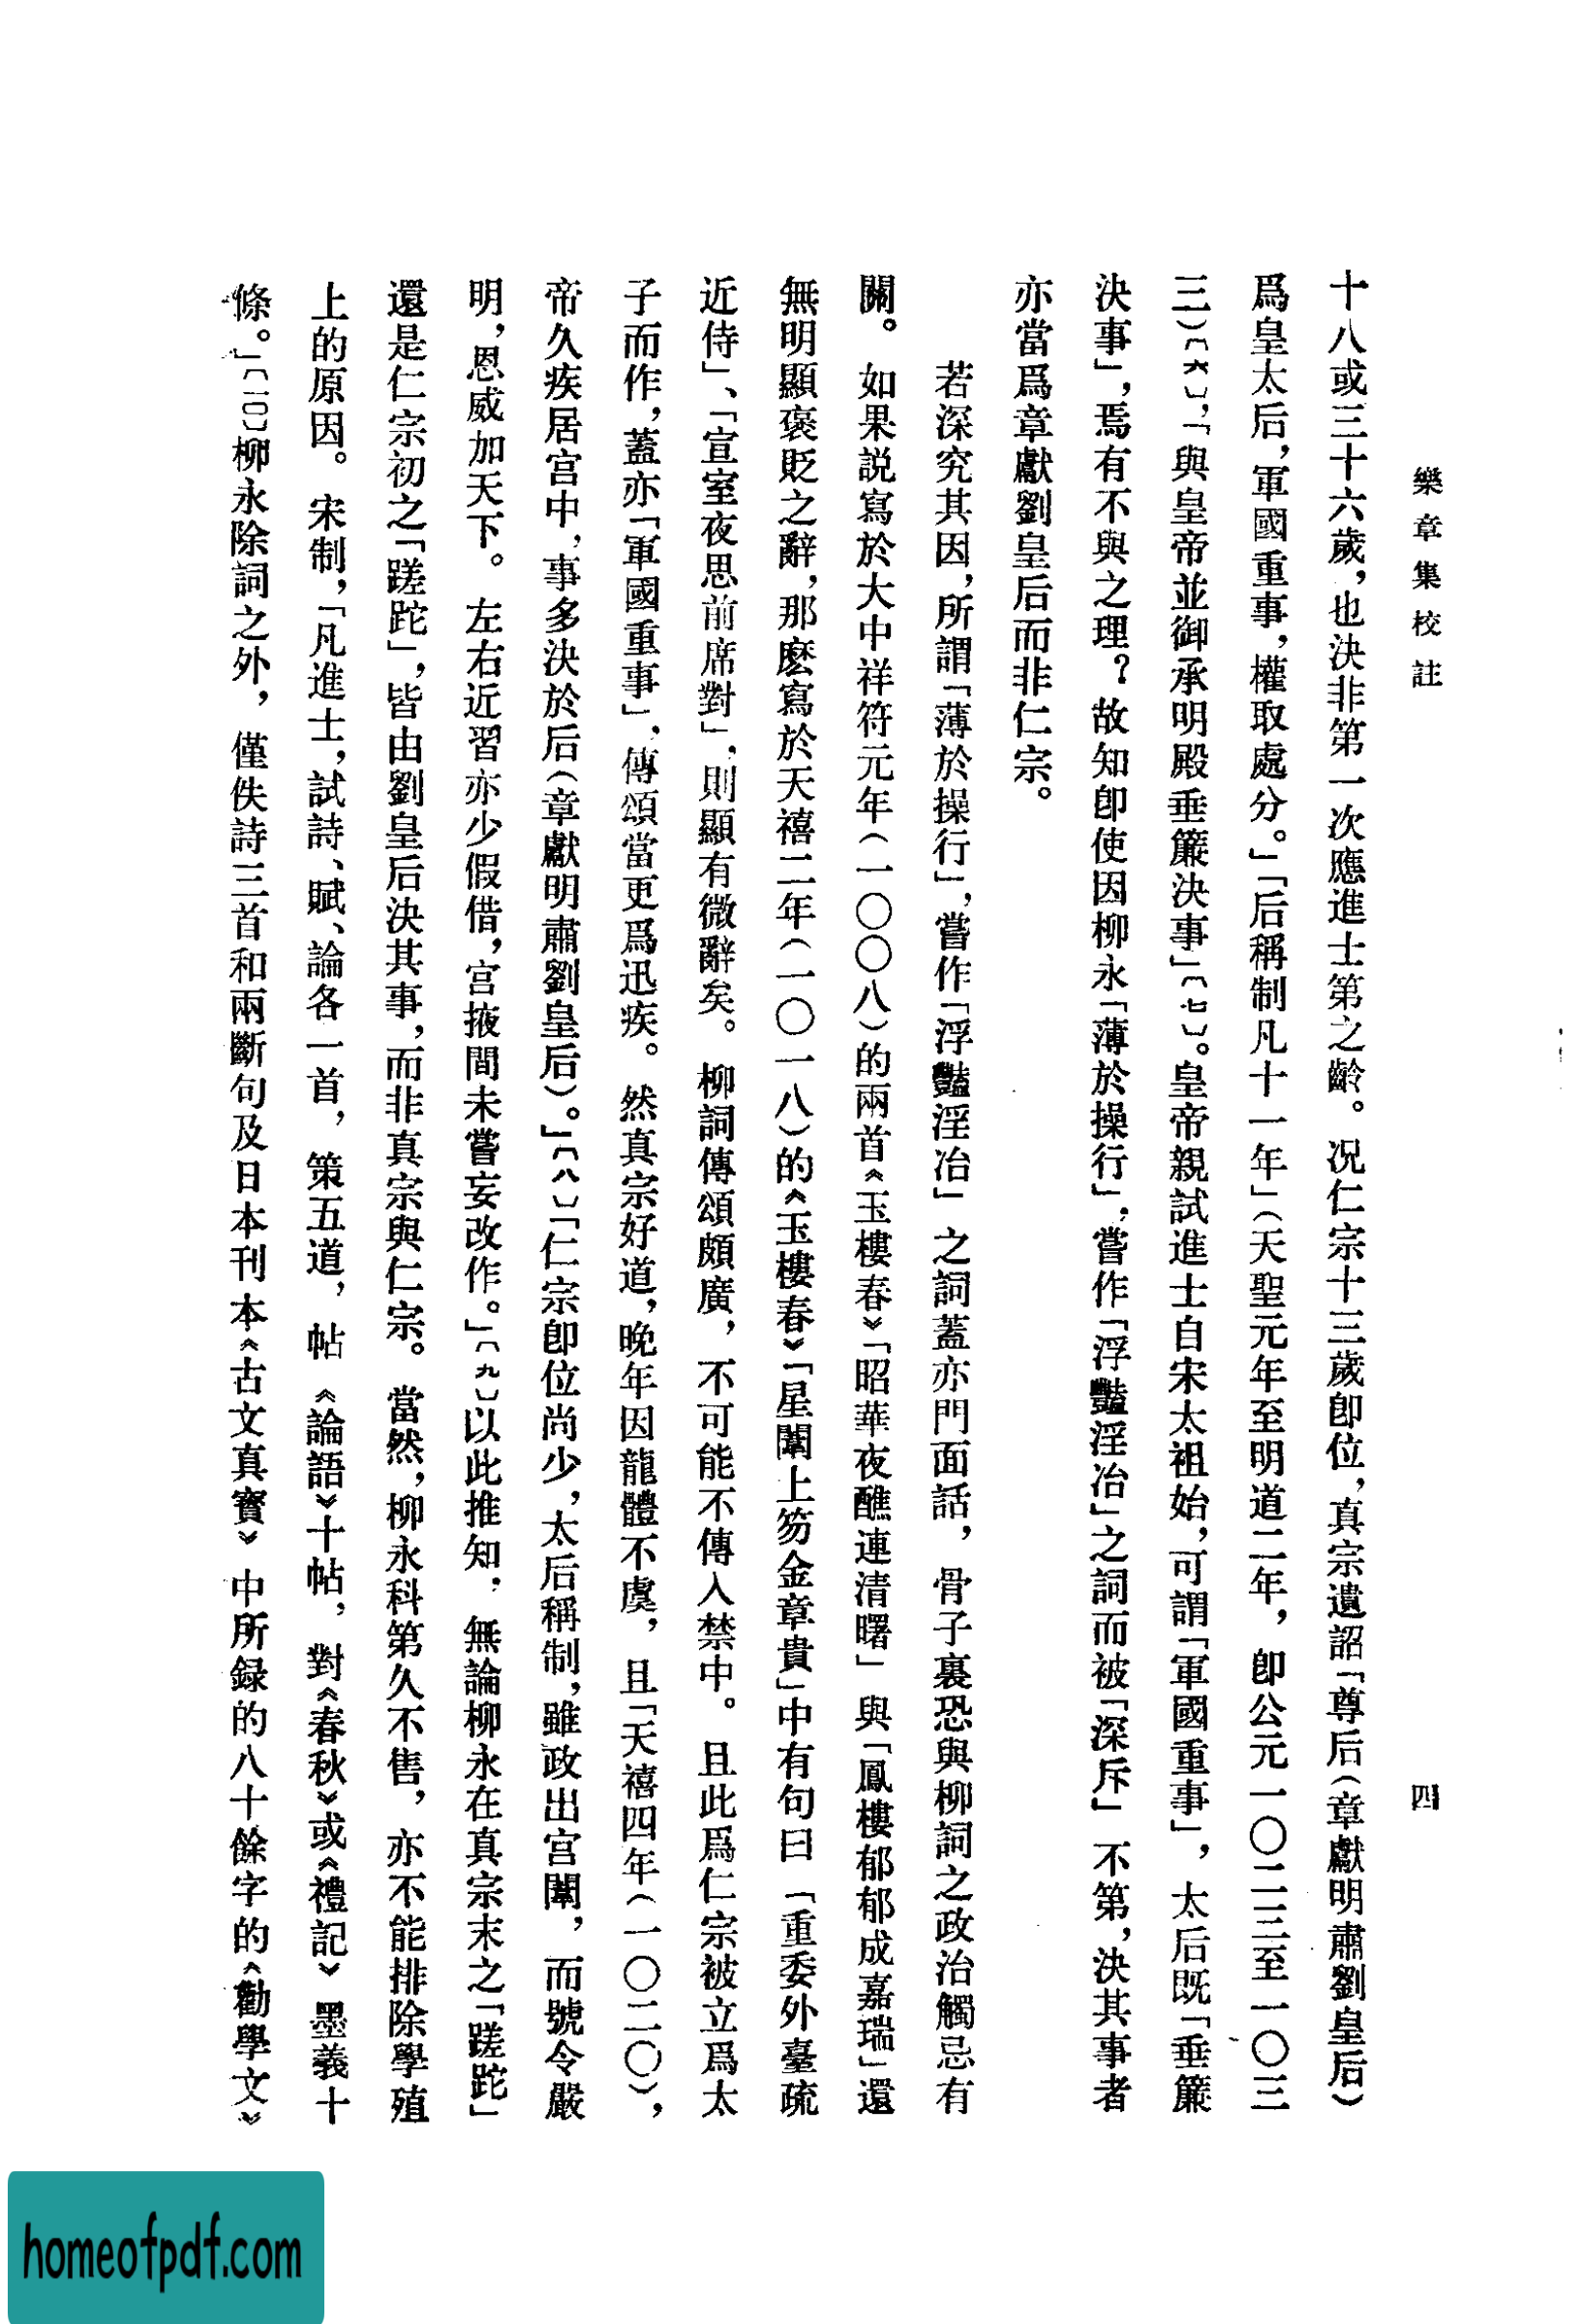 樂章集校註
四
十八或三十六歲，也決非第一次應進士第之齡。況仁宗十三歲卽位，真宗遺詔「尊后（章獻明肅劉皇后）
爲皇太后，軍國重事，權取處分。」「后稱制凡十一年」（天聖元年至明道二年，卽公元一〇二三至一〇三
三）〔六〕，「與皇帝並御承明殿垂簾決事」〔七〕。皇帝親試進士自宋太祖始，可謂「軍國重事」，太后既「垂簾
決事」，焉有不與之理？故知卽使因柳永「薄於操行」，嘗作「浮豔淫冶」之詞而被「深斥」不第，決其事者
亦當爲章獻劉皇后而非仁宗。
若深究其因，所謂「薄於操行」，嘗作「浮豔淫冶」之詞蓋亦門面話，骨子裏恐與柳詞之政治觸忌有
關。如果説寫於大中祥符元年（一〇〇八）的兩首《玉樓春》「昭華夜醮連清曙」與「鳳樓郁郁成嘉瑞」還
無明顯褒貶之辭，那麽寫於天禧二年（一〇一八）的《玉樓春》「星闈上笏金章貴」中有句曰「重委外臺疏
近侍」、「宣室夜思前席對」，則顯有微辭矣。柳詞傳頌頗廣，不可能不傳入禁中。且此爲仁宗被立爲太
子而作，蓋亦「軍國重事」，傳頌當更爲迅疾。然真宗好道，晚年因龍體不虞，且「天禧四年（一〇二〇），
帝久疾居宫中，事多決於后（章獻明肅劉皇后）。」〔八〕「仁宗卽位尚少，太后稱制，雖政出宫闈，而號令嚴
明，恩威加天下。左右近習亦少假借，宫掖間未嘗妄改作。」〔九〕以此推知，無論柳永在真宗末之「蹉跎」
還是仁宗初之「蹉跎」，皆由劉皇后決其事，而非真宗與仁宗。當然，柳永科第久不售，亦不能排除學殖
上的原因。宋制，「凡進士，試詩、賦、論各一首，策五道，帖《論語》十帖，對《春秋》或《禮記》墨義十
條。」〔一〇〕柳永除詞之外，僅佚詩三首和兩斷句及日本刊本《古文真寶》中所録的八十餘字的《勸學文》
homeofpdf.com